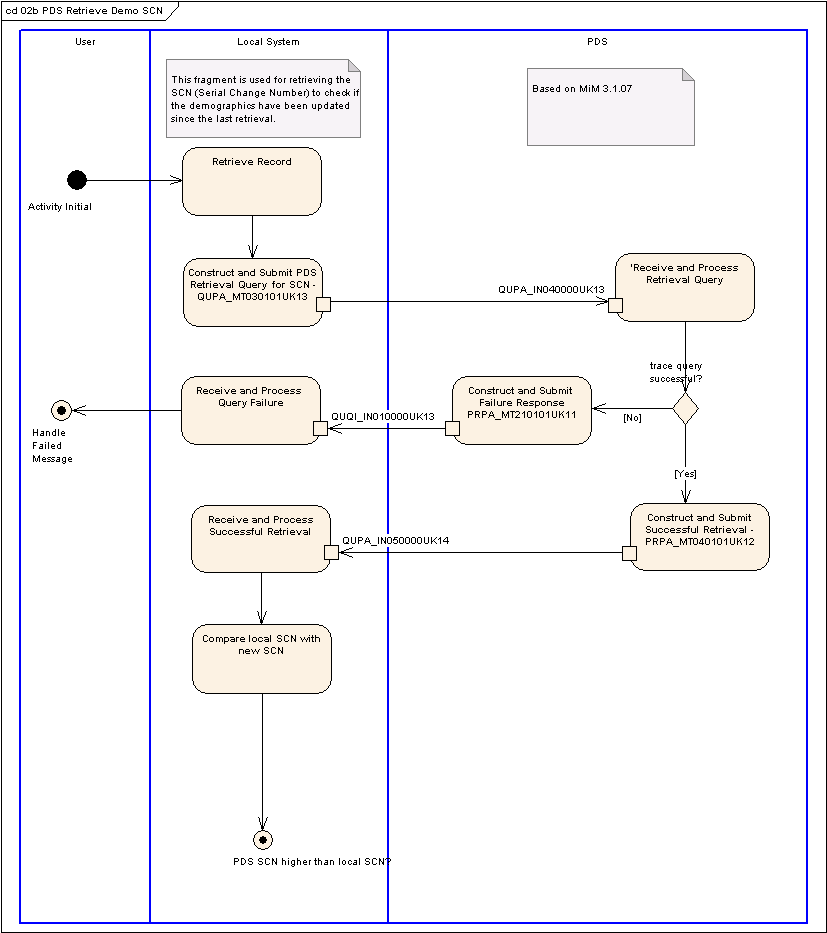 cd 02b PDS Retrieve Demo SCN
User
Local System
PDS
This fragment is used for retrieving the
SCN (Serial Change Number) to check if
the demographics have been updated
since the last retrieval.
Based on MiM 3.1.07
Retrieve Record
Activity Initial
Construct and Submit PDS
Retrieval Query for SCN -
QUPA_MT030101UK13
QUPA_IN040000UK13
'Receive and Process
Retrieval Query
trace query
successful?
Receive and Process
Query Failure
QUQI_IN010000UK13
Construct and Submit
Failure Response
PRPA_MT210101UK11
[No]
Handle
Failed
Message
[Yes]
Receive and Process
Successful Retrieval
QUPA_IN050000UK14
Construct and Submit
Successful Retrieval -
PRPA_MT040101UK12
Compare local SCN with
new SCN
PDS SCN higher than local SCN?